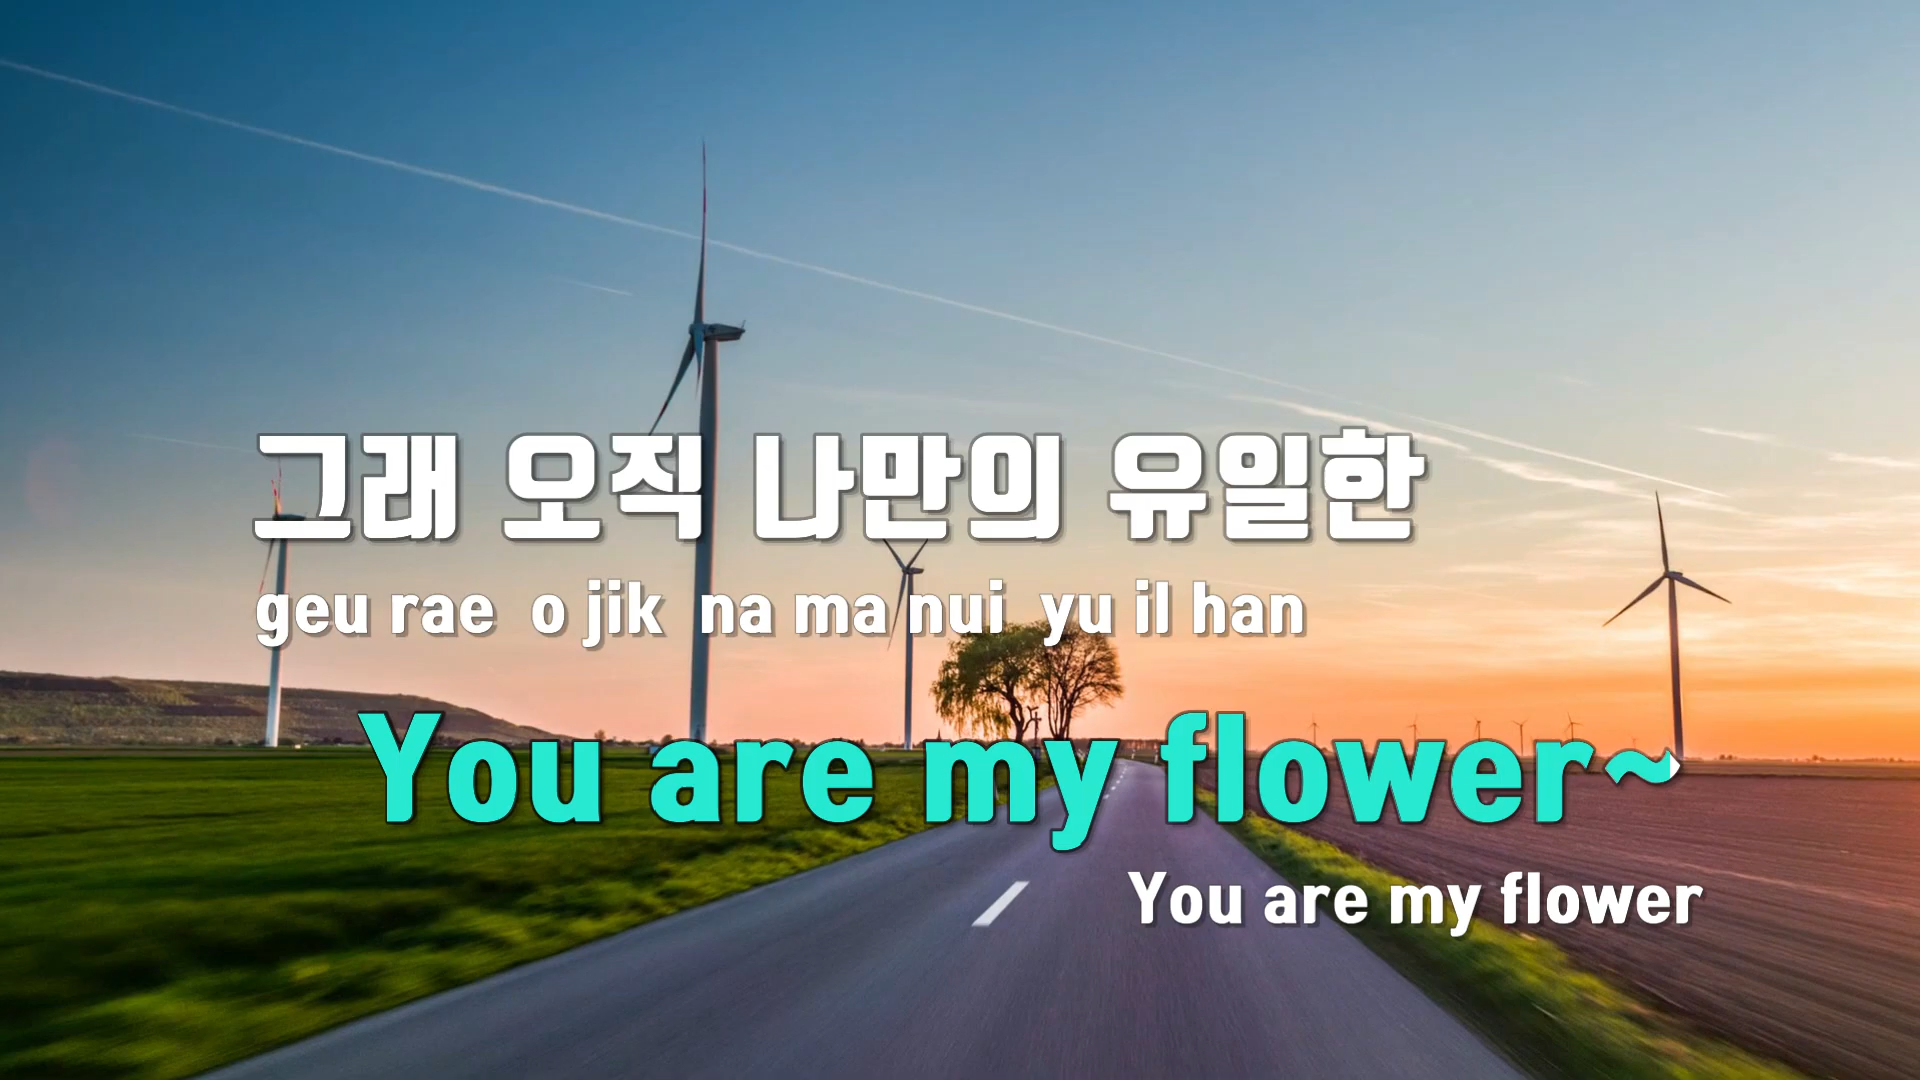 그래 오직 나만의 유일한
geu rae o jik na ma nui yu il han
You are my flower~
You are my flower